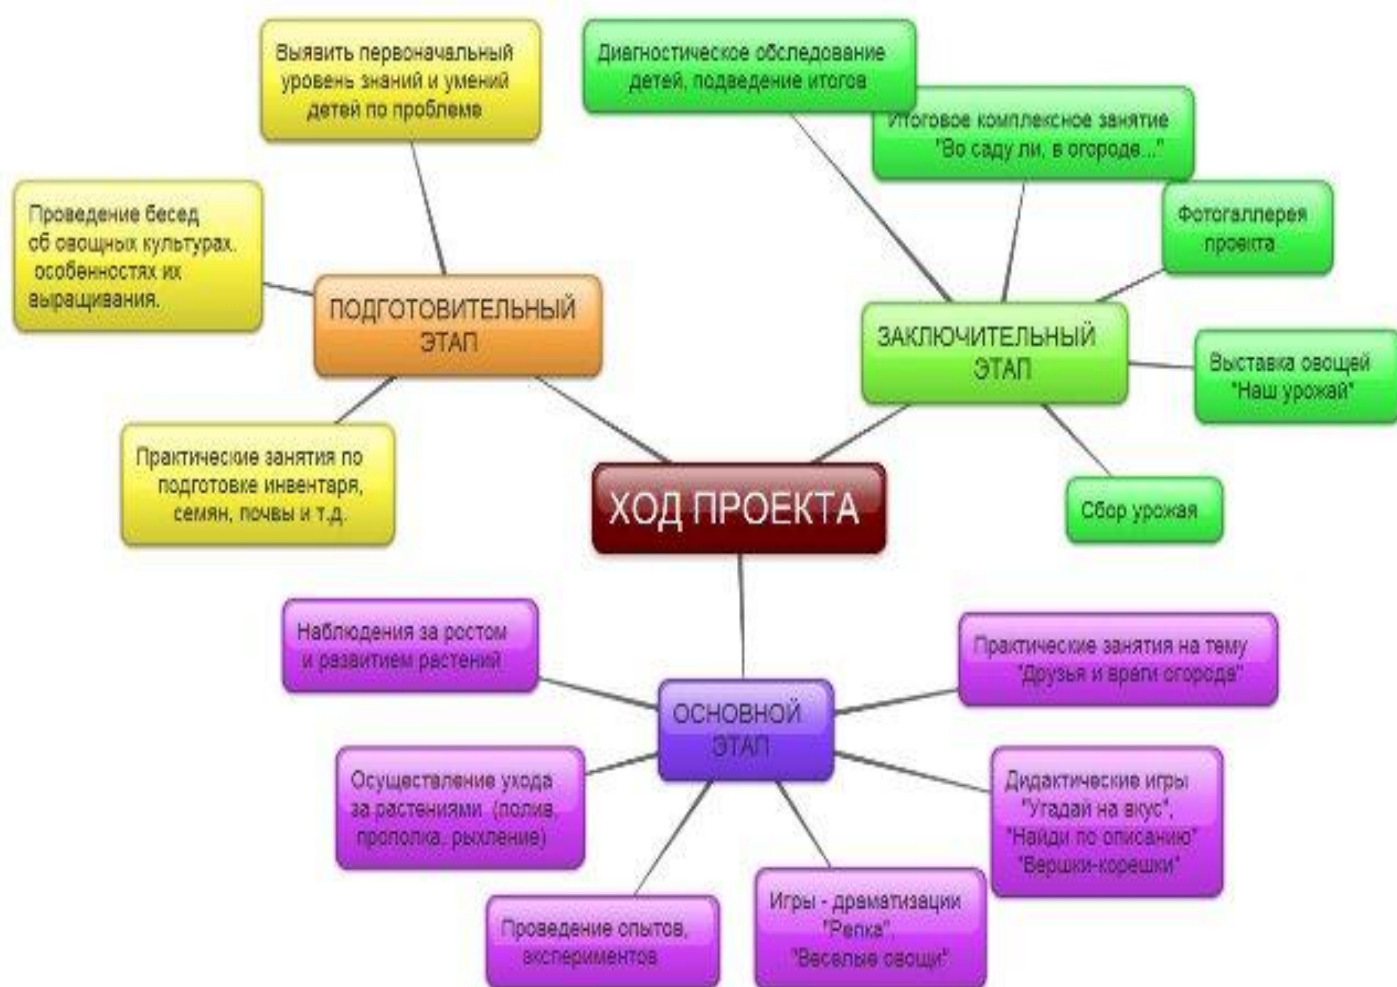 Выявить первоначальный
уровень знаний и умений
детей по проблеме
Проведение бесед
об овощных культурах.
особенностях их
выращивания.
ПОДГОТОВИТЕЛЬНЫЙ
ЭТАП
Практические занятия по
подготовке инвентаря,
семян, почвы и т.д.
Диагностическое обследование
детей, подведение итогов
Итоговое комплексное занятие
"Во саду ли, в огороде..."
Фотогаллерея
проекта
ЗАКЛЮЧИТЕЛЬНЫЙ
ЭТАП
Выставка овощей
"Наш урожай"
Сбор урожая
ХОД ПРОЕКТА
Наблюдения за ростом
и развитием растений
Практические занятия на тему
"Друзья и враги огорода"
ОСНОВНОЙ
ЭТАП
Осуществление ухода
за растениями (полив,
прополка, рыхление)
Дидактические игры
"Угадай на вкус",
"Найди по описанию"
"Вершки-корешки"
Проведение опытов,
экспериментов
Игры - драматизации
"Репка",
"Веселые овощи"